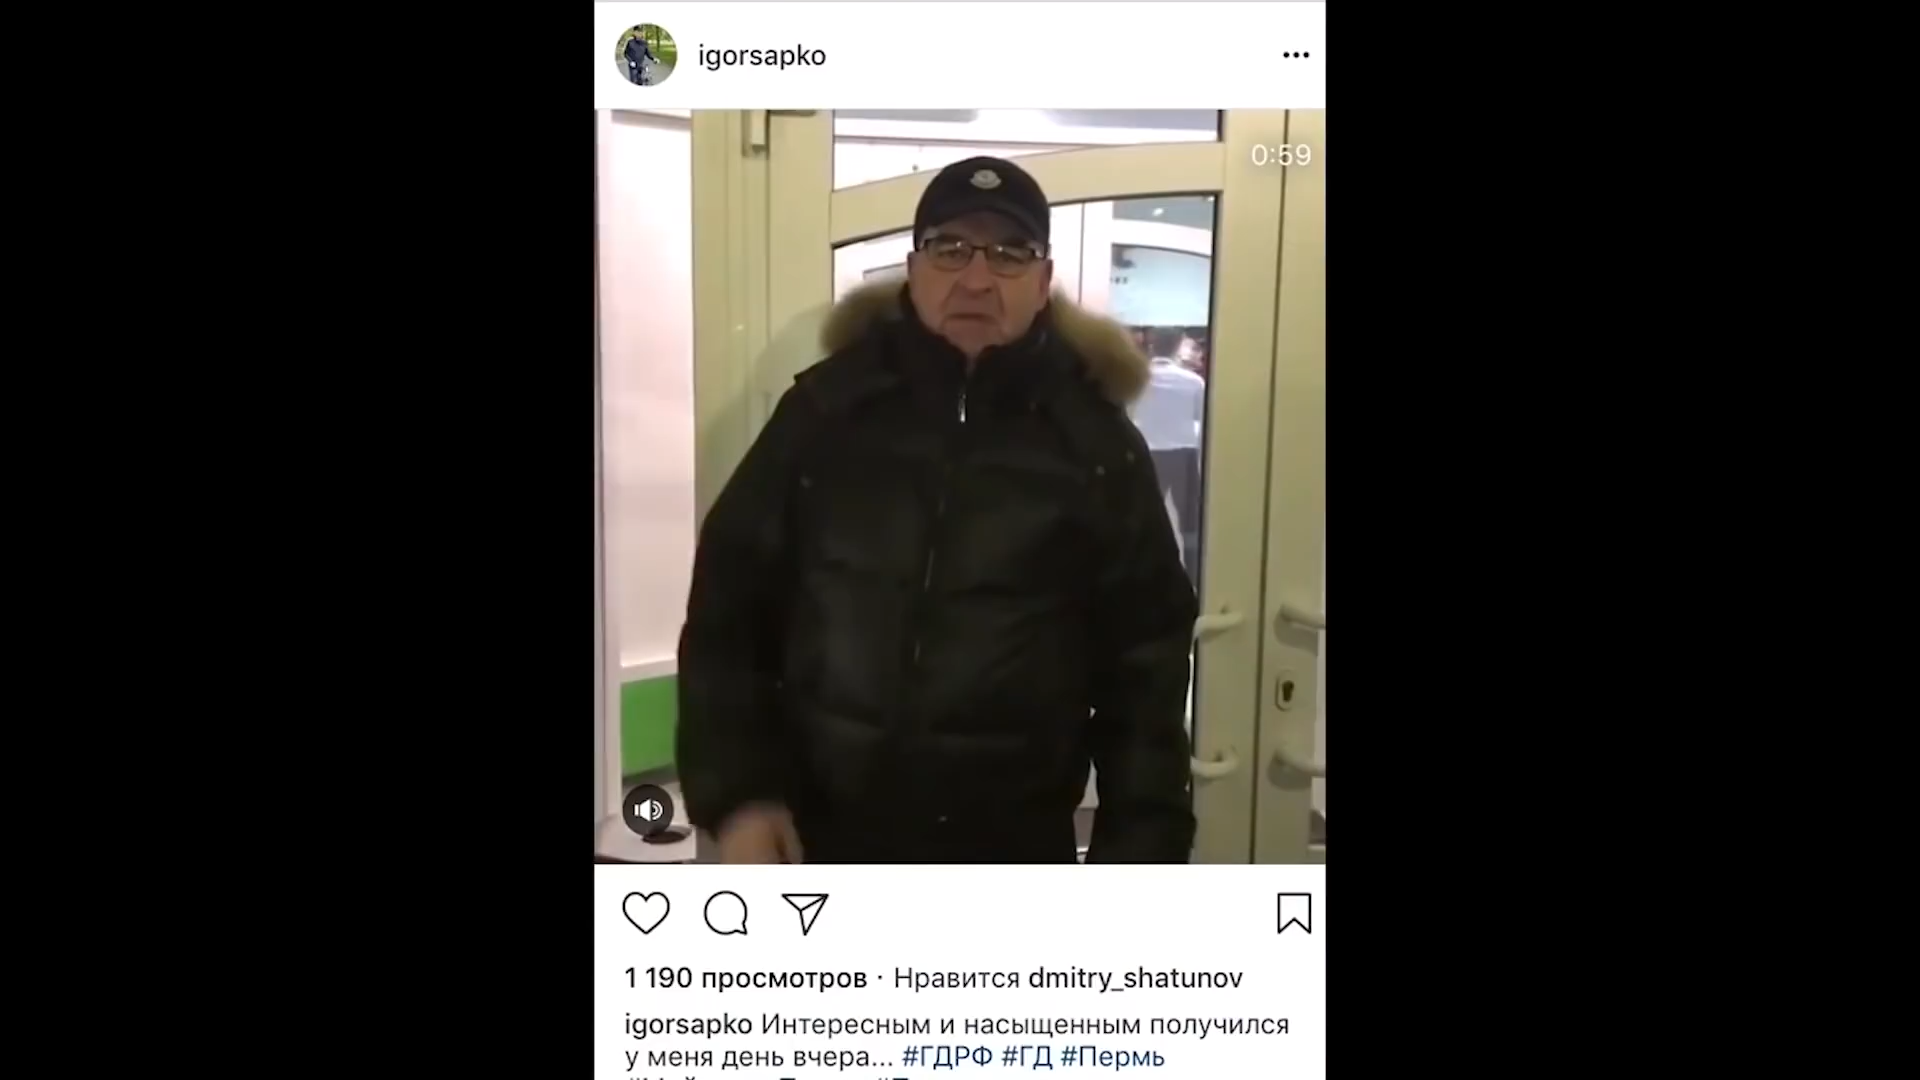 igorsapko
0:59
1 190 просмотров · Нравится dmitry_shatunov
igorsapko Интересным и насыщенным получился
у меня день вчера... #ГДРФ #ГД #Пермь